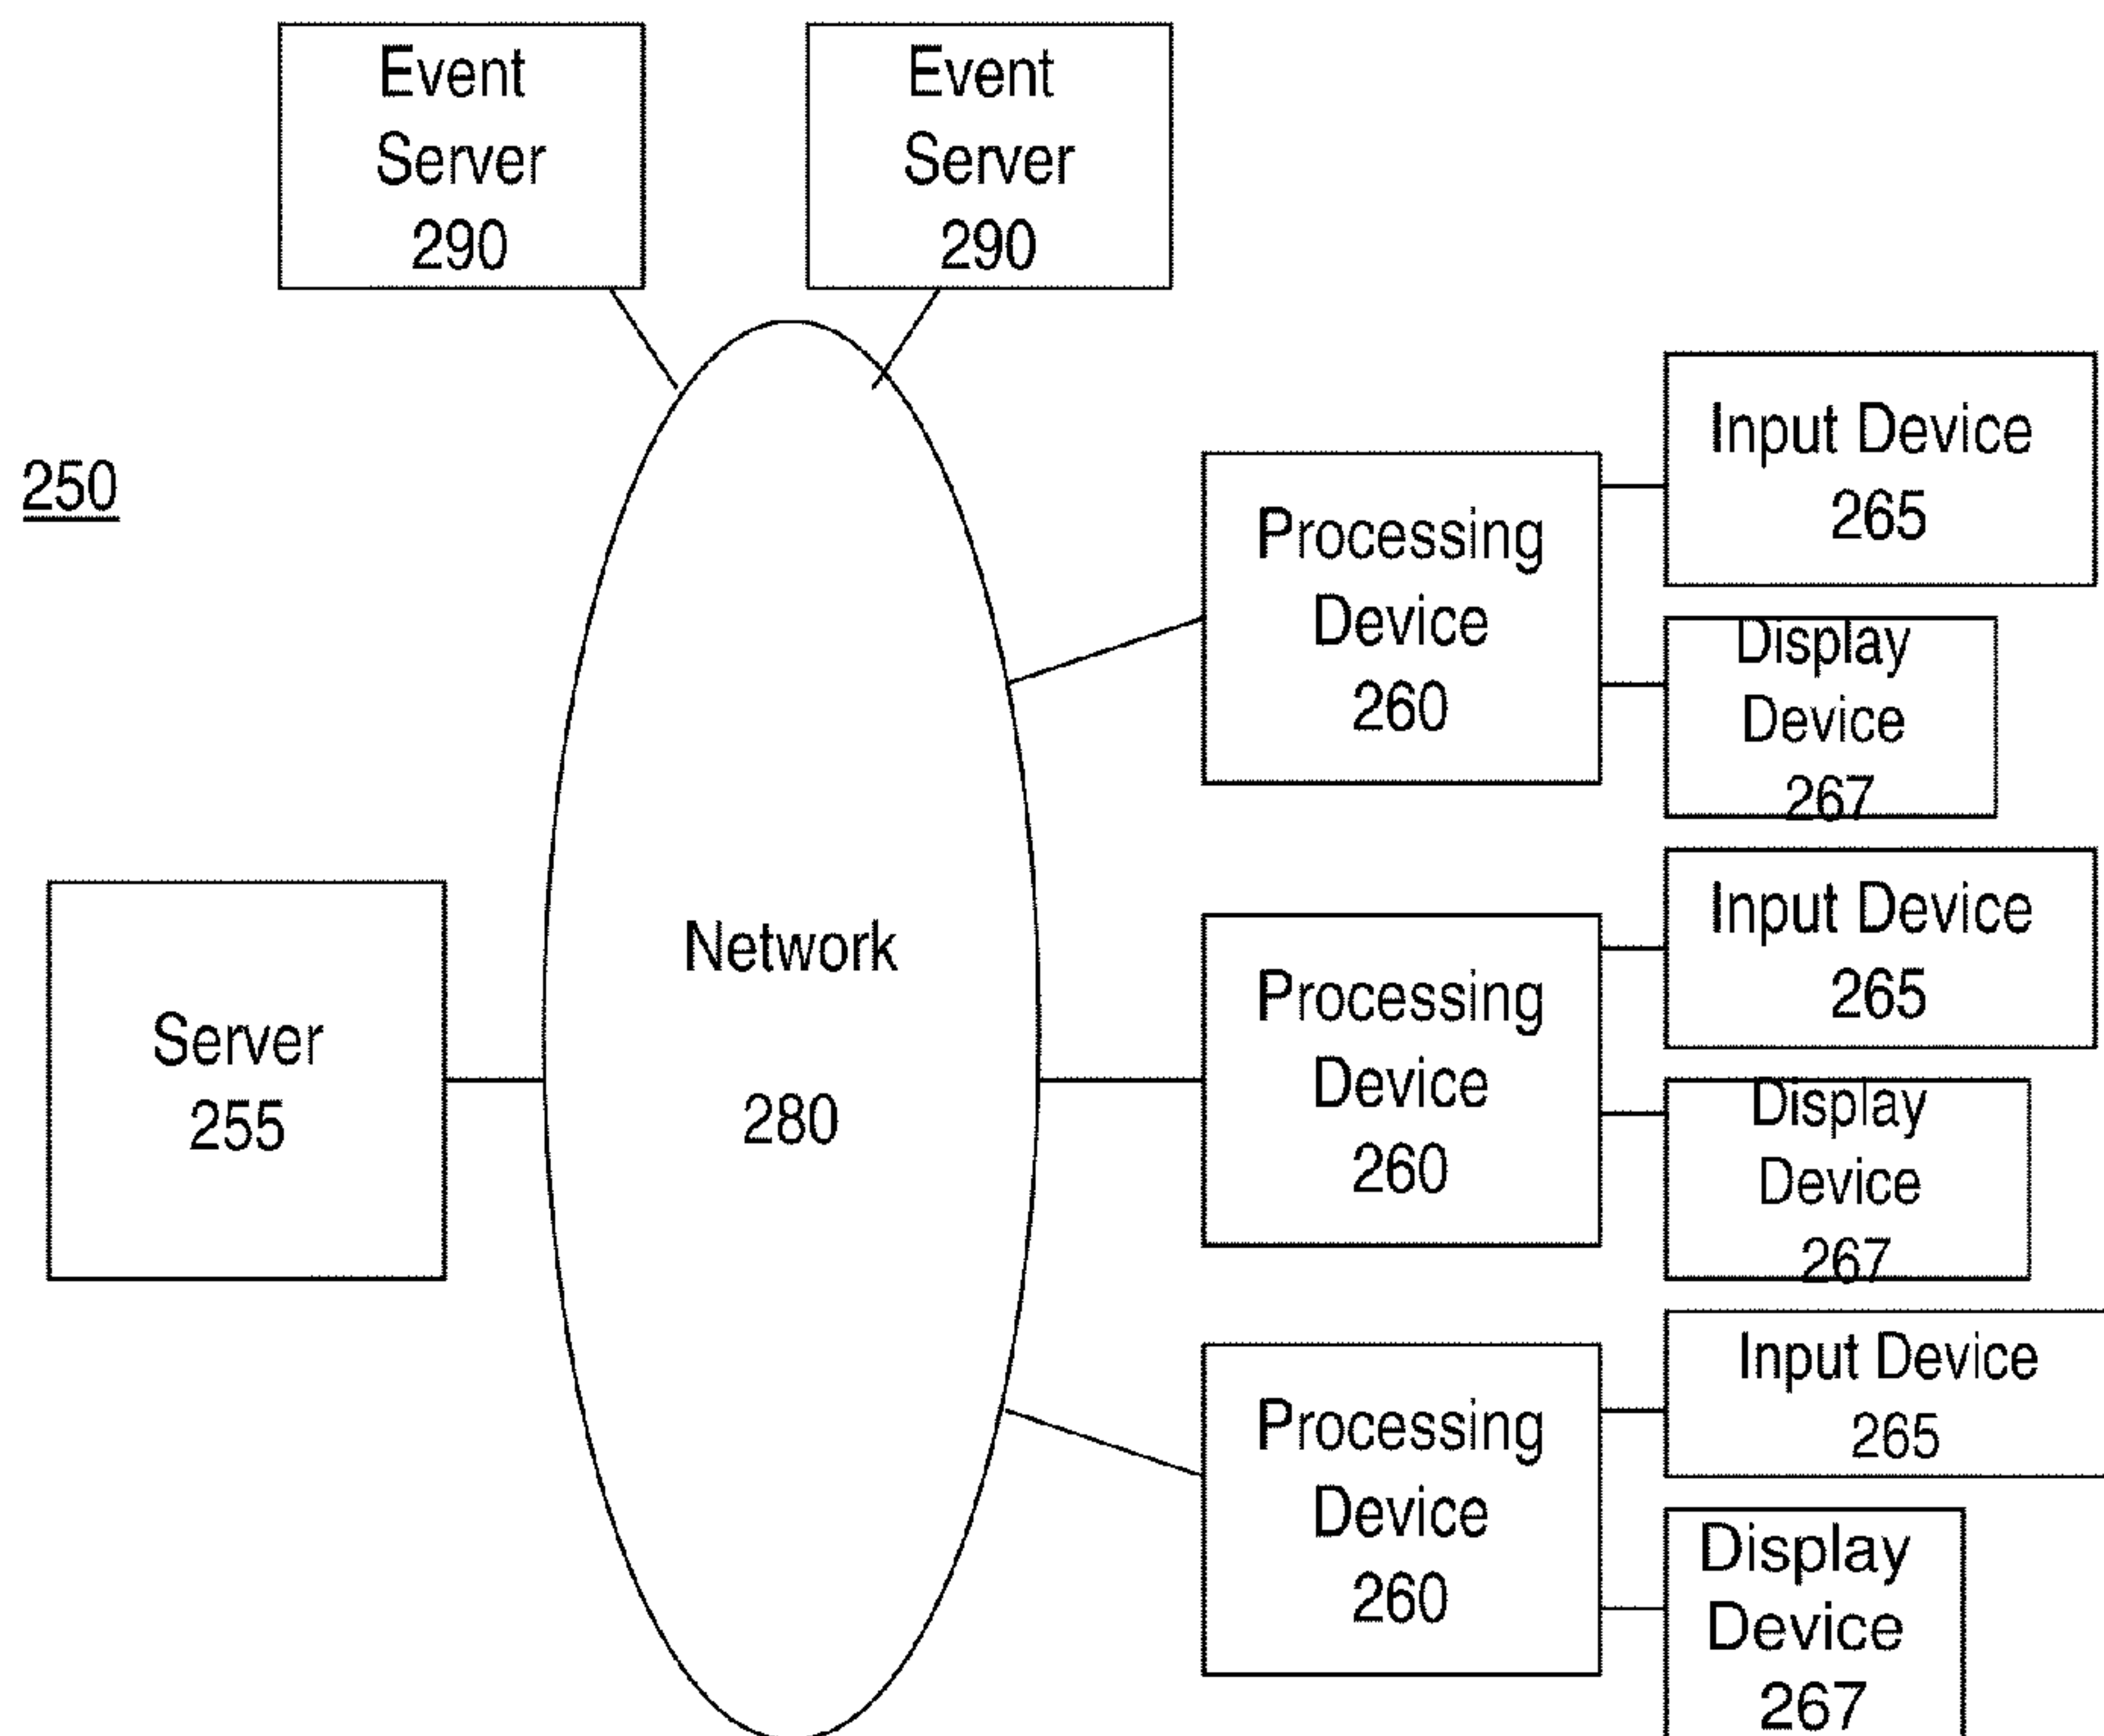 Event
Server
290
Event
Server
290
250
Input Device
265
Processing
Device
260
Display
Device
267
Server
255
Network
280
Input Device
265
Processing
Device
260
Display
Device
267
Input Device
265
Processing
Device
260
Display
Device
267